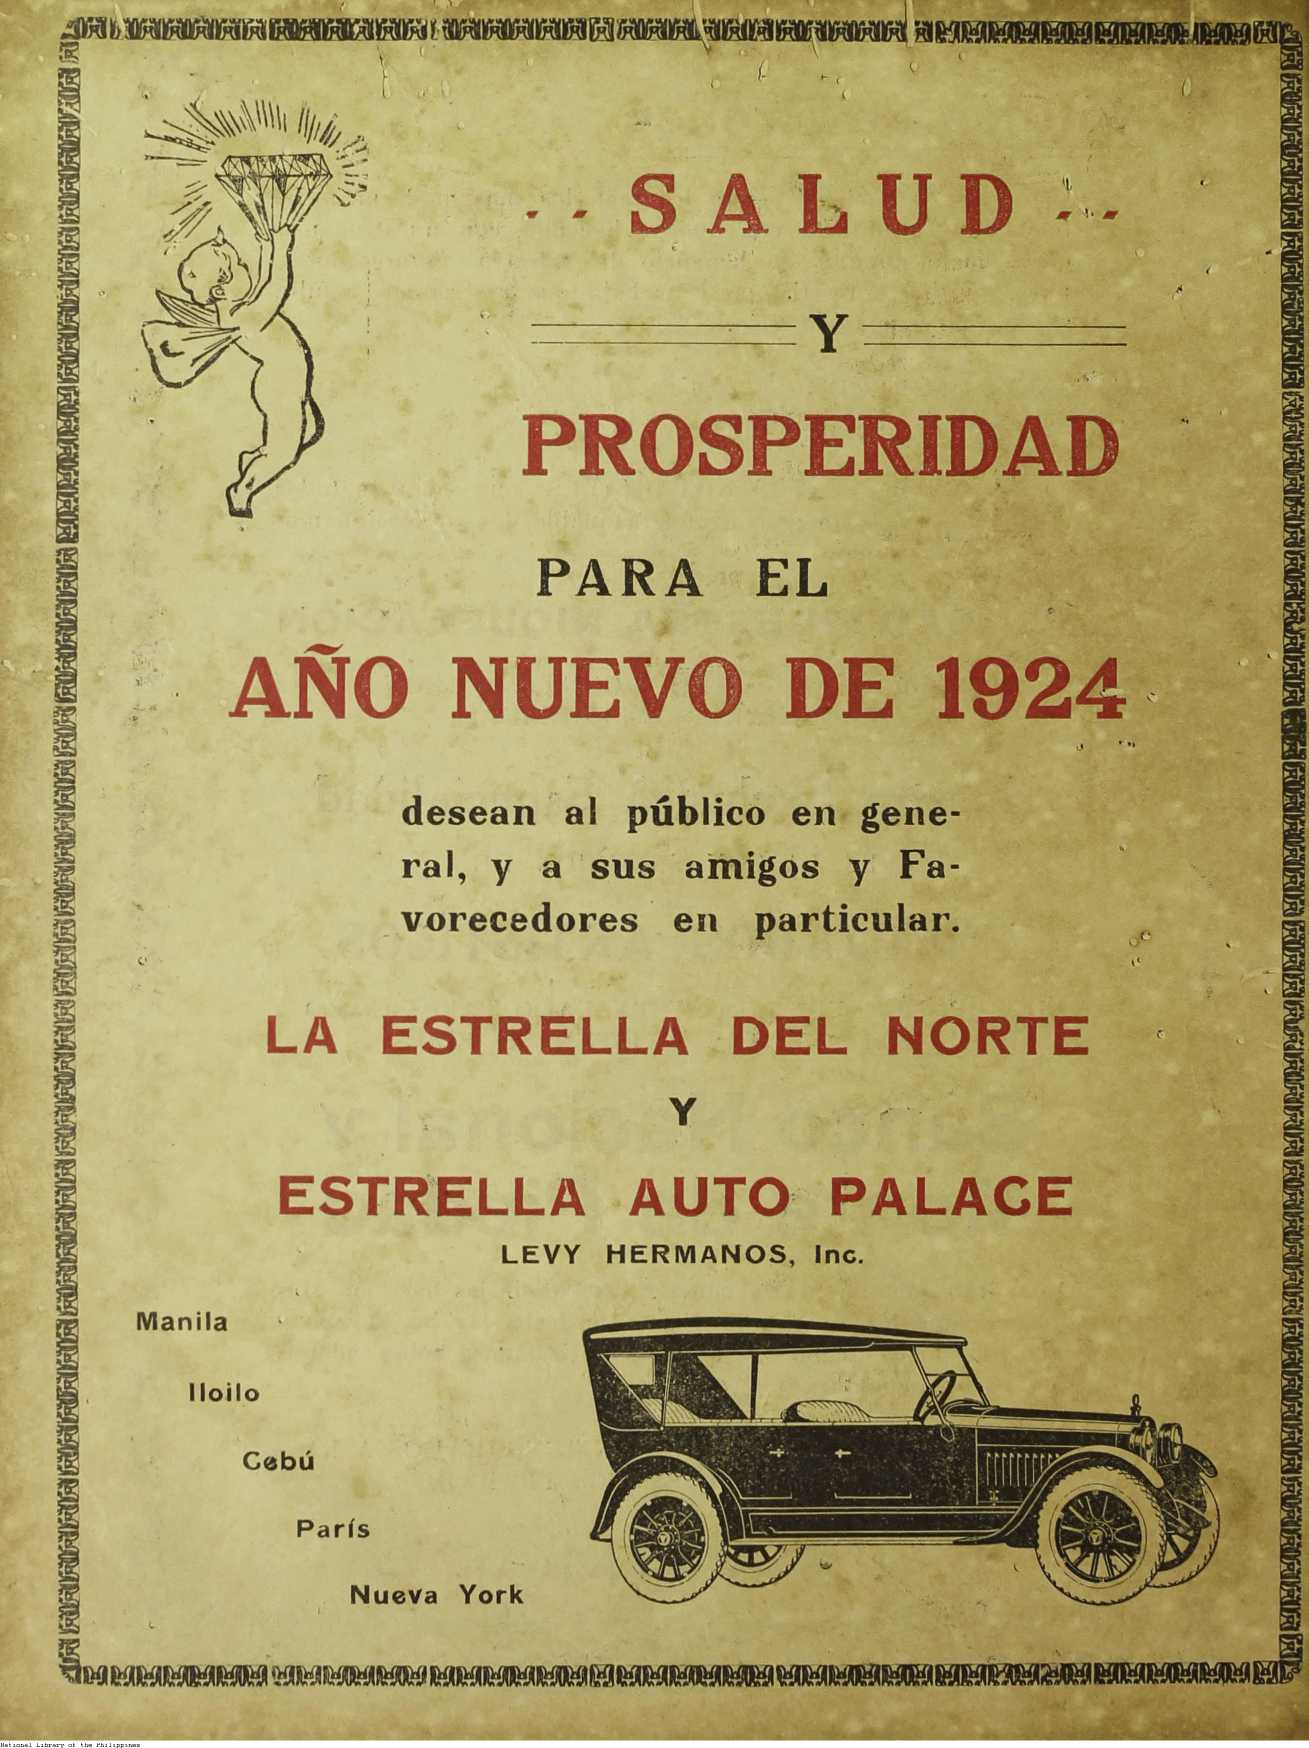 SALUD
Y
PROSPERIDAD
PARA EL
AÑO NUEVO DE 1924
desean al público en gene-
ral, y a sus amigos y Fa-
vorecedores en particular.
LA ESTRELLA DEL NORTE
Y
ESTRELLA AUTO PALACE
LEVY HERMANOS, Inc.
Manila
Iloilo
Cebú
París
Nueva York
National Library of the Philippines